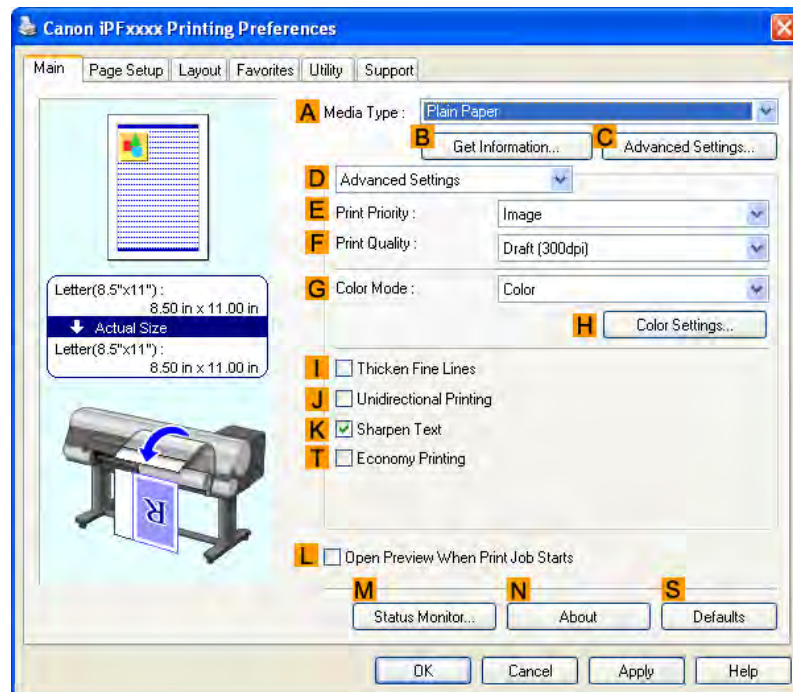 Canon iPFxxxx Printing Preferences
Main Page Setup Layout Favorites Utility Support
A Media Type : Plain Paper
B Get Information... C Advanced Settings...
D Advanced Settings
E Print Priority : Image
F Print Quality : Draft (300dpi)
G Color Mode : Color
H Color Settings...
Letter(8.5"x11") :
8.50 in x 11.00 in
Actual Size
Letter(8.5"x11") :
8.50 in x 11.00 in
I Thicken Fine Lines
J Unidirectional Printing
K Sharpen Text
T Economy Printing
R
L Open Preview When Print Job Starts
M Status Monitor... N About S Defaults
OK Cancel Apply Help